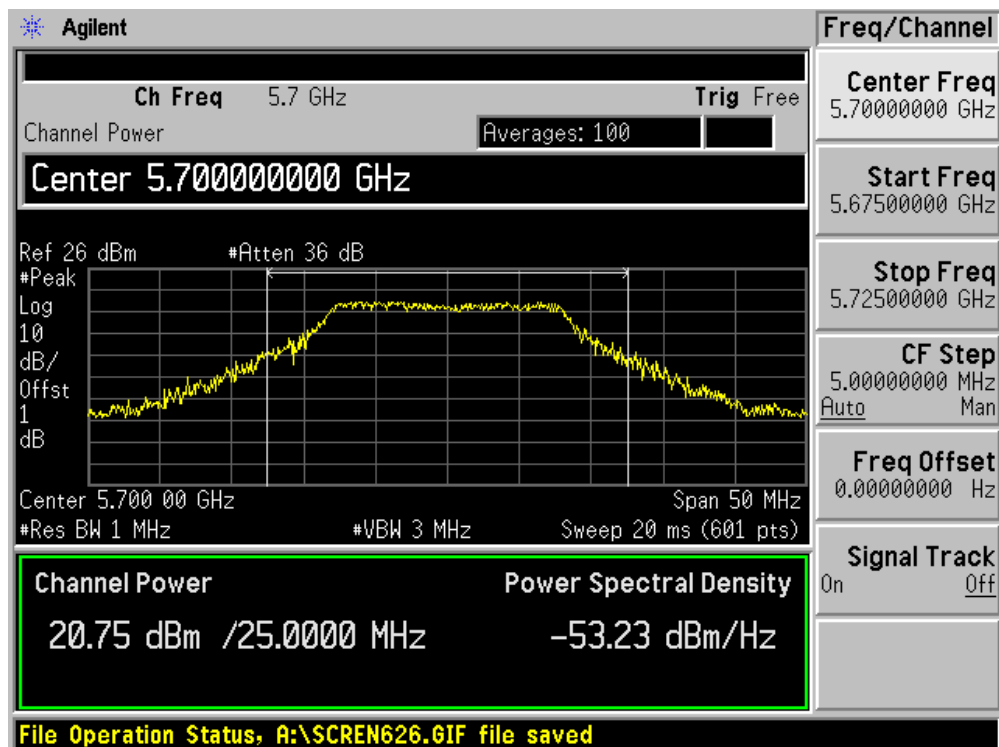 Agilent
Freq/Channel
Ch Freq 5.7 GHz Trig Free
Channel Power Averages: 100
Center 5.700000000 GHz
Ref 26 dBm #Atten 36 dB
#Peak
Log
10
dB/
Offst
1
dB
Center 5.700 00 GHz Span 50 MHz
#Res BW 1 MHz #VBW 3 MHz Sweep 20 ms (601 pts)
Channel Power Power Spectral Density
20.75 dBm /25.0000 MHz -53.23 dBm/Hz
File Operation Status, A:\SCREN626.GIF file saved
Center Freq
5.70000000 GHz
Start Freq
5.67500000 GHz
Stop Freq
5.72500000 GHz
CF Step
5.00000000 MHz
Auto Man
Freq Offset
0.00000000 Hz
Signal Track
On Off